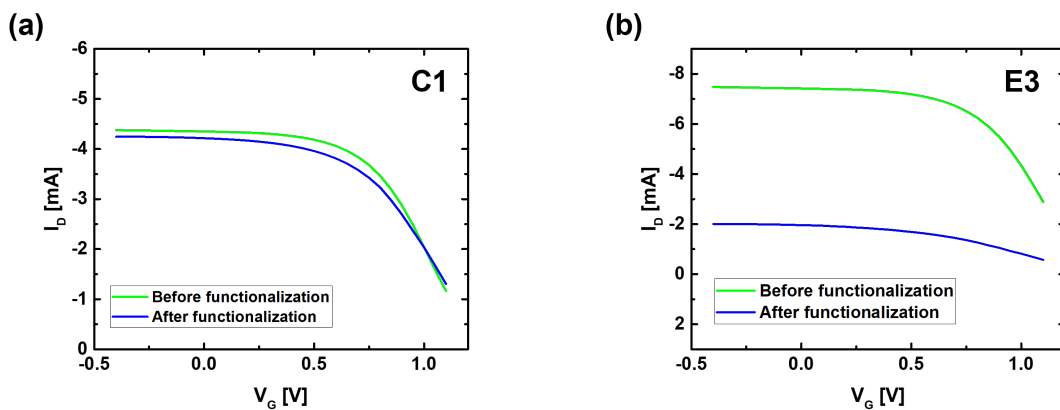 (a)
C1
-6
-5
-4
-3
-2
-1
0
I_D [mA]
Before functionalization
After functionalization
-0.5 0.0 0.5 1.0
V_G [V]
(b)
E3
-8
-6
-4
-2
0
2
I_D [mA]
Before functionalization
After functionalization
-0.5 0.0 0.5 1.0
V_G [V]